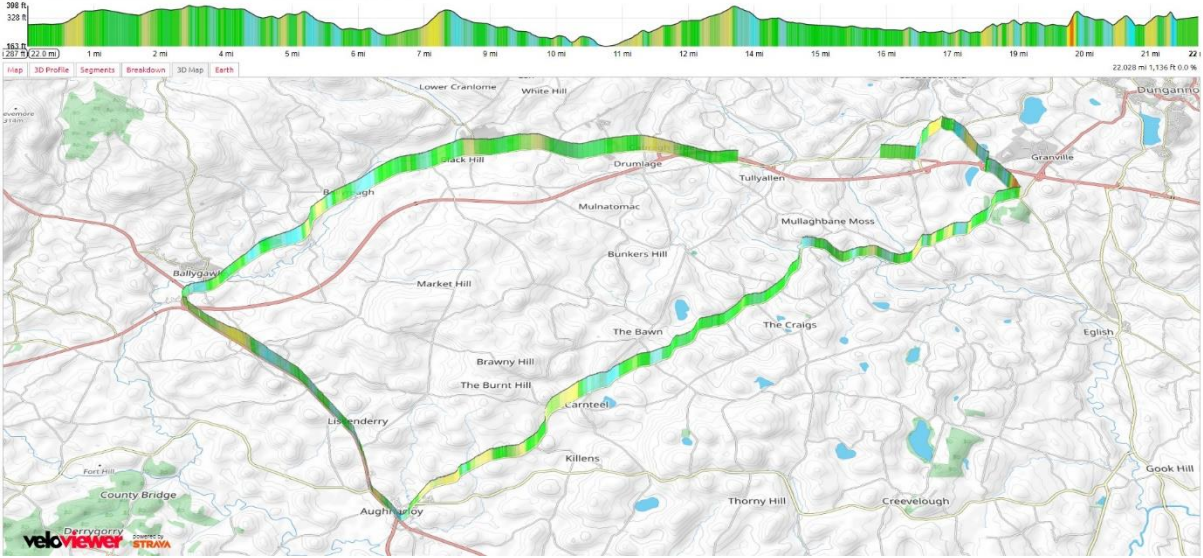 398 ft
328 ft
163 ft
287 ft 22.0 mi 1 mi 2 mi 3 mi 4 mi 5 mi 6 mi 7 mi 8 mi 9 mi 10 mi 11 mi 12 mi 13 mi 14 mi 15 mi 16 mi 17 mi 18 mi 19 mi 20 mi 21 mi 22
Map 3D Profile Segments Breakdown 3D Map Earth
22.028 mi 1,136 ft 0.0 %
Lower Cranlome
White Hill
Dunganno
Black Hill
Drumlage
Granville
Tullyallen
Mulnatomac
Mullaghbane Moss
Bunkers Hill
Ballygawl
Market Hill
The Bawn
The Craigs
Eglish
Brawny Hill
The Burnt Hill
Carnteel
Lisgenderry
Fort Hill
Killens
Gook Hill
County Bridge
Thorny Hill
Creevelough
Aughnacloy
Derrygorry
veloviewer
powered by
STRAVA